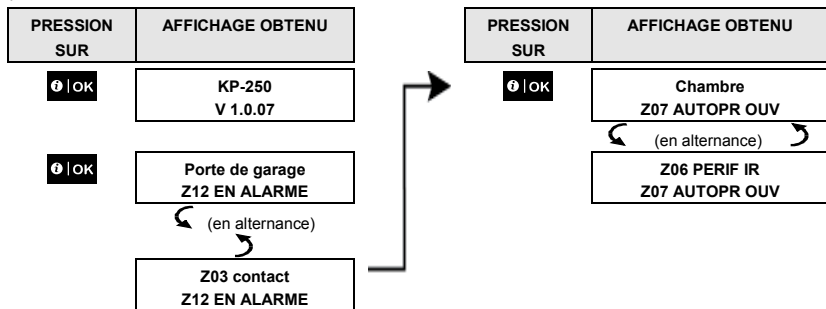 PRESSION
SUR
AFFICHAGE OBTENU
OK
KP-250
V 1.0.07
OK
Porte de garage
Z12 EN ALARME
(en alternance)
Z03 contact
Z12 EN ALARME
PRESSION
SUR
AFFICHAGE OBTENU
OK
Chambre
Z07 AUTOPR OUV
(en alternance)
Z06 PERIF IR
Z07 AUTOPR OUV